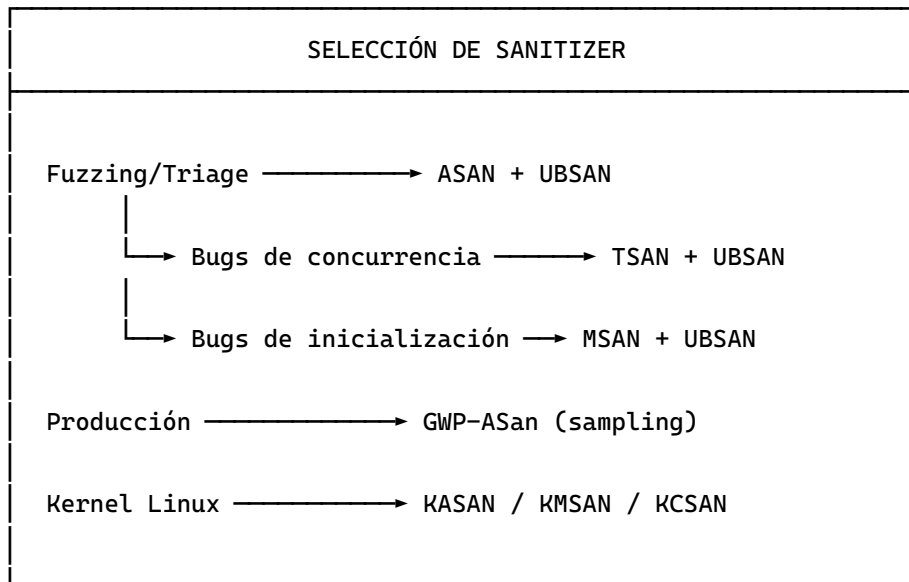 SELECCIÓN DE SANITIZER
Fuzzing/Triage ASAN + UBSAN
Bugs de concurrencia TSAN + UBSAN
Bugs de inicialización MSAN + UBSAN
Producción GWP-ASan (sampling)
Kernel Linux KASAN / KMSAN / KCSAN